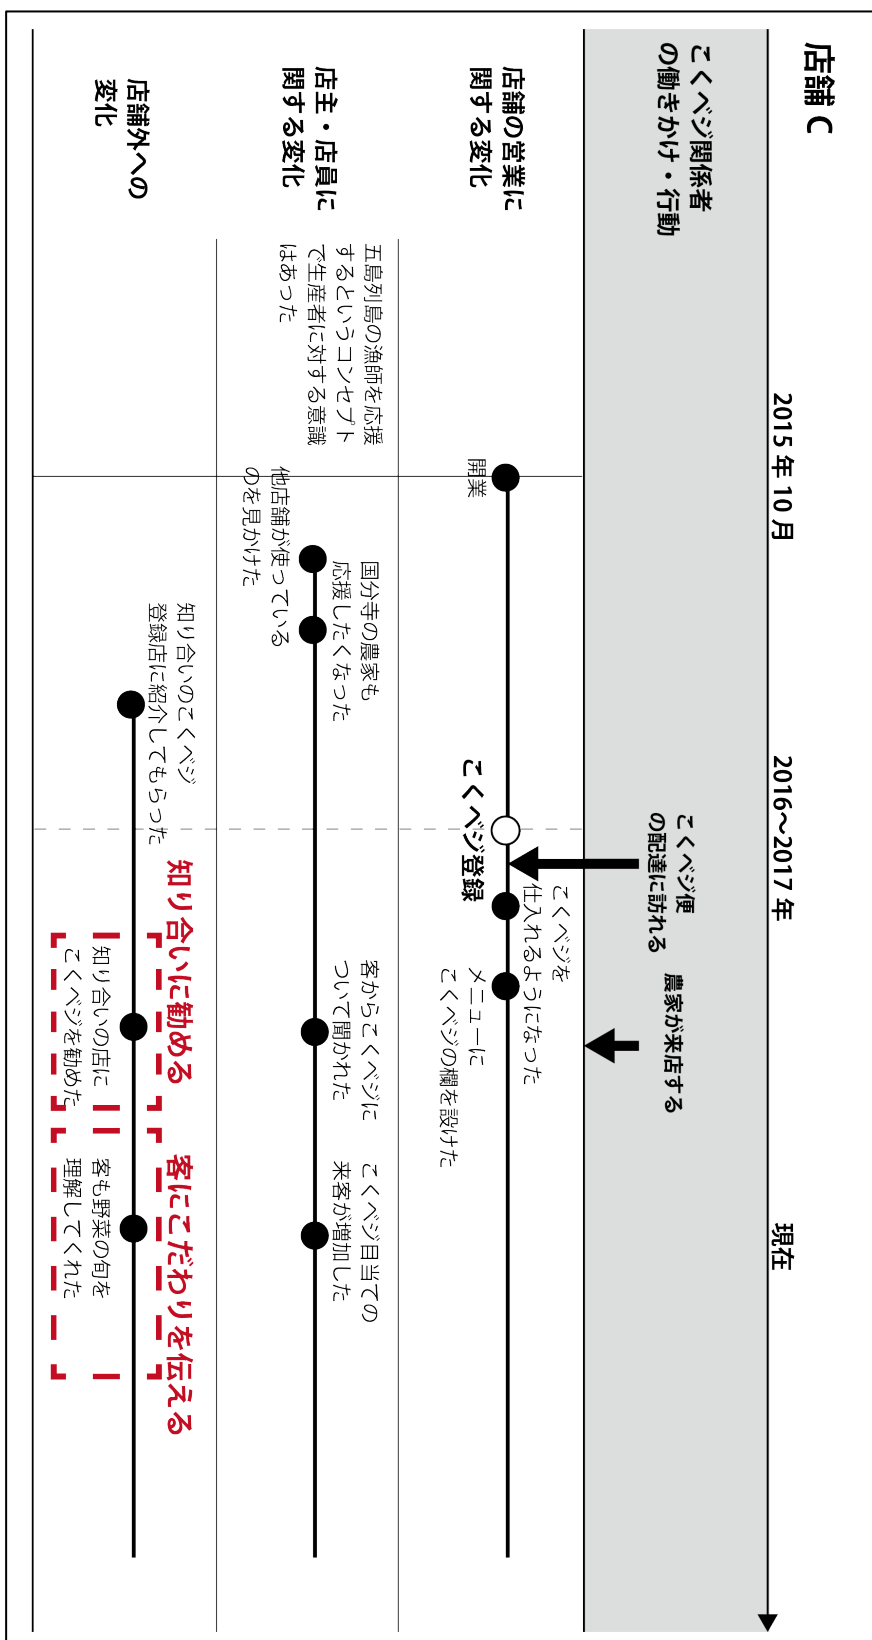 店舗 C
2015 年 10 月
2016〜2017 年
現在
こくベジ関係者
の働きかけ・行動
こくベジ便
の配達に訪れる
農家が来店する
店舗の営業に
関する変化
開業
こくベジ登録
こくベジを
仕入れるようになった
メニューに
こくベジの欄を設けた
店主・店員に
関する変化
五島列島の漁師を応援
するというコンセプト
で生産者に対する意識
はあった
他店舗が使っている
のを見かけた
国分寺の農家も
応援したくなった
客からこくベジに
ついて聞かれた
こくベジ目当ての
来客が増加した
店舗外への
変化
知り合いのこくベジ
登録店に紹介してもらった
知り合いに勧める
知り合いの店に
こくベジを勧めた
客にこだわりを伝える
客も野菜の旬を
理解してくれた